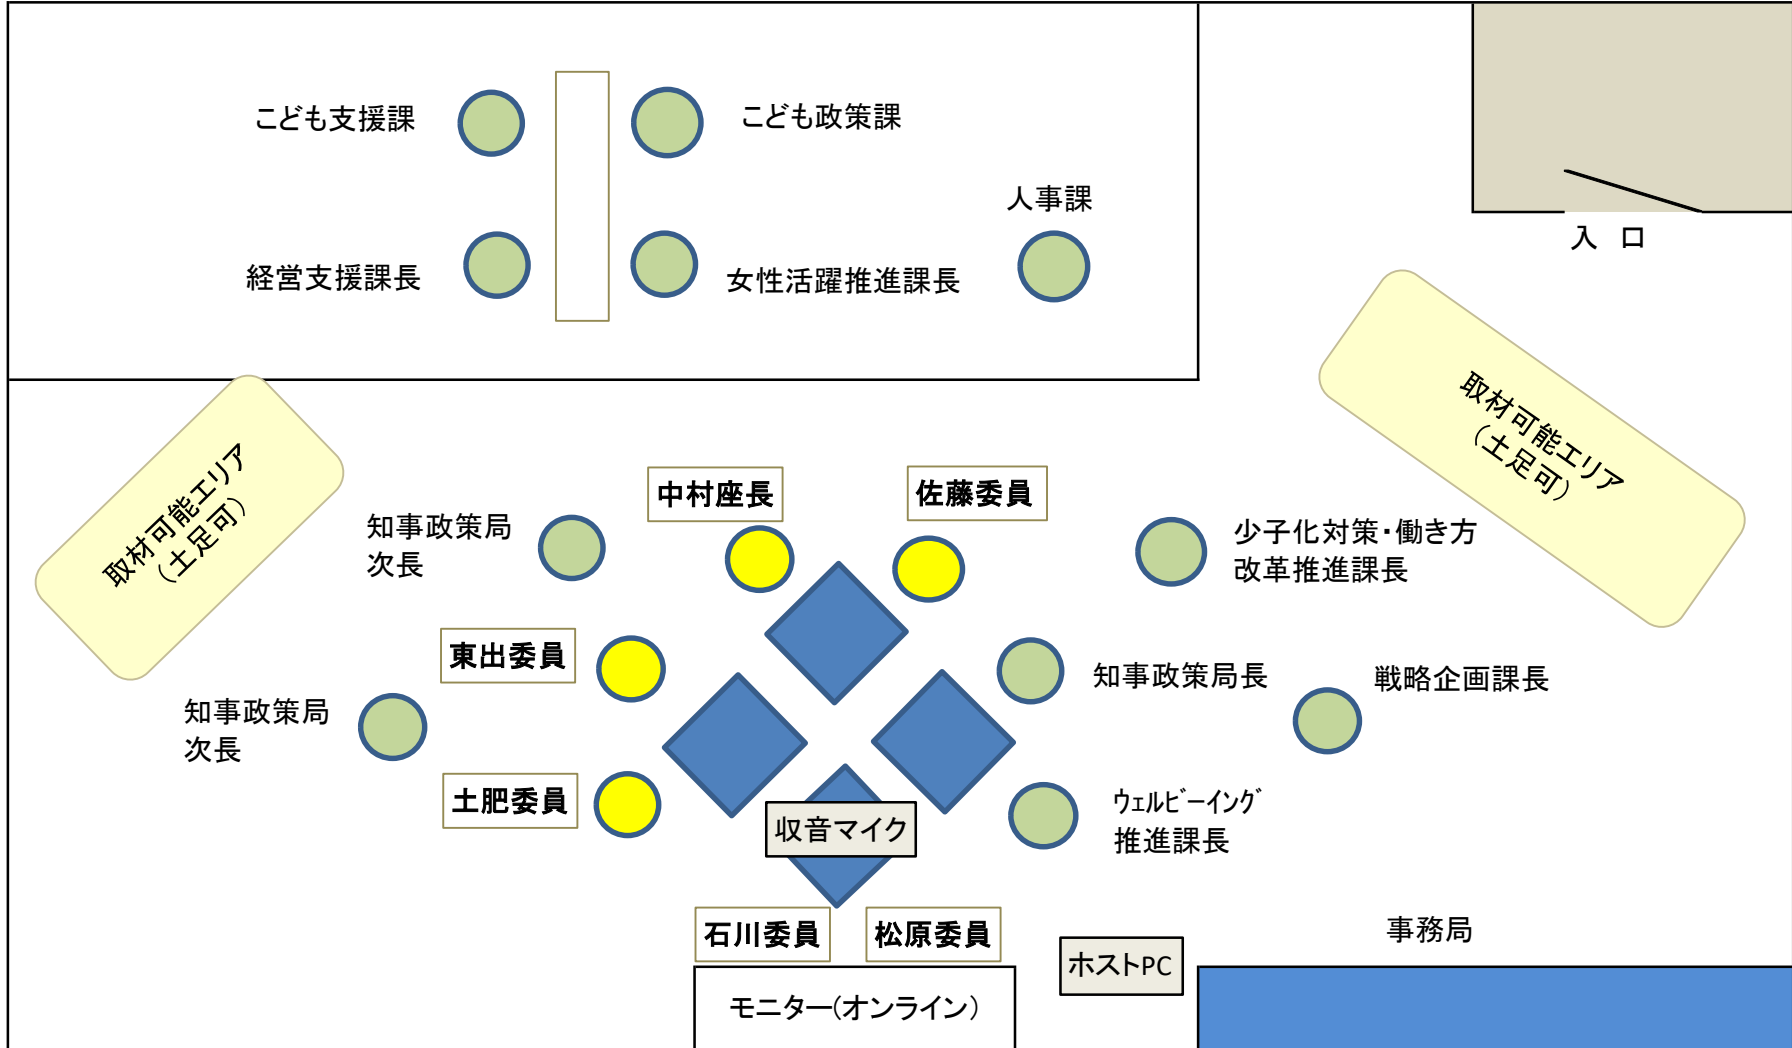 こども支援課
こども政策課
人事課
経営支援課長
女性活躍推進課長
入　口
取材可能エリア
（土足可）
取材可能エリア
（土足可）
中村座長
佐藤委員
知事政策局
次長
少子化対策・働き方
改革推進課長
東出委員
知事政策局長
戦略企画課長
知事政策局
次長
土肥委員
収音マイク
ｳｪﾙﾋﾞｰｲﾝｸﾞ
推進課長
石川委員
松原委員
事務局
ホストPC
モニター(オンライン）